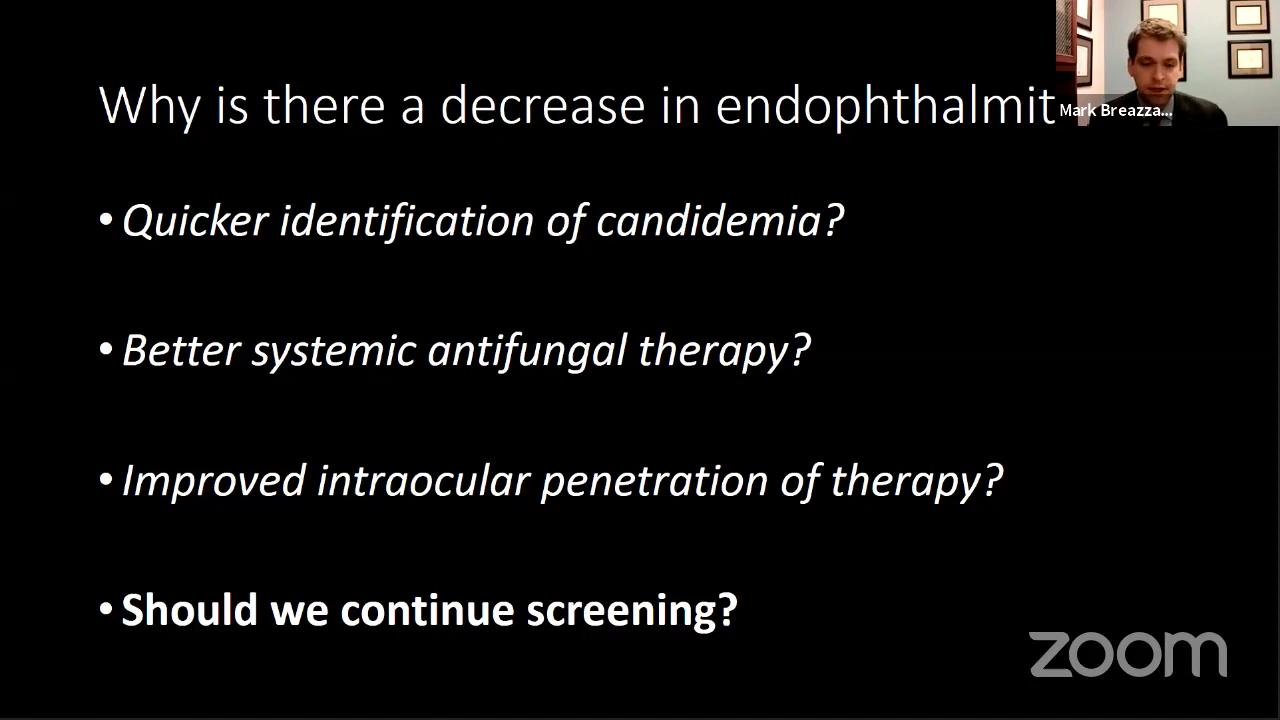 Why is there a decrease in endophthalmit
Mark Breazza...
• Quicker identification of candidemia?
• Better systemic antifungal therapy?
• Improved intraocular penetration of therapy?
• Should we continue screening?
zoom